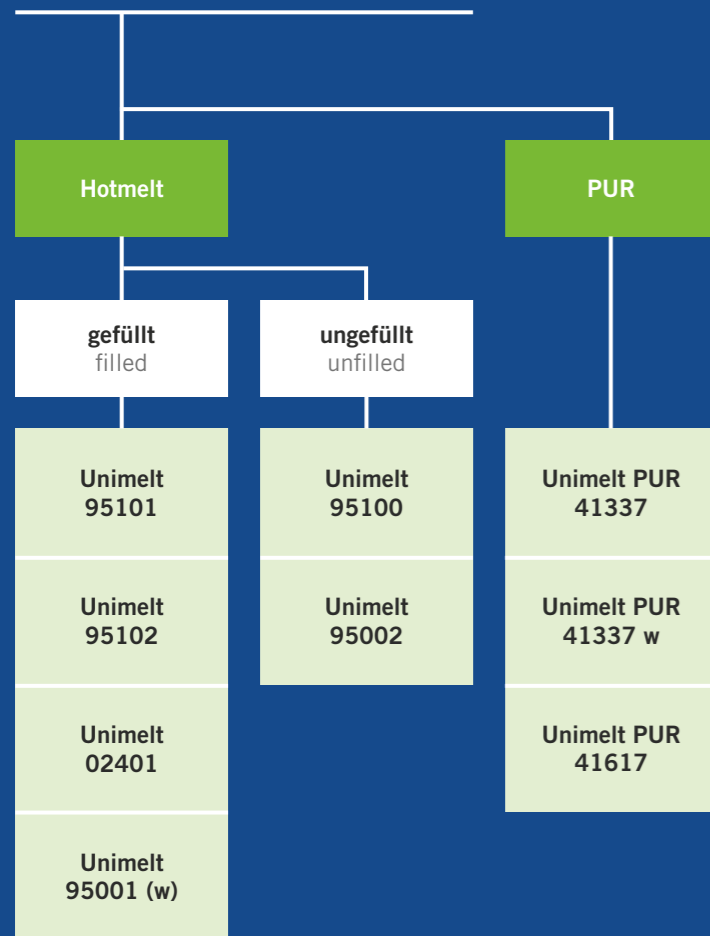 Hotmelt
PUR
gefüllt
filled
ungefüllt
unfilled
Unimelt
95101
Unimelt
95100
Unimelt PUR
41337
Unimelt
95102
Unimelt
95002
Unimelt PUR
41337 w
Unimelt
02401
Unimelt PUR
41617
Unimelt
95001 (w)